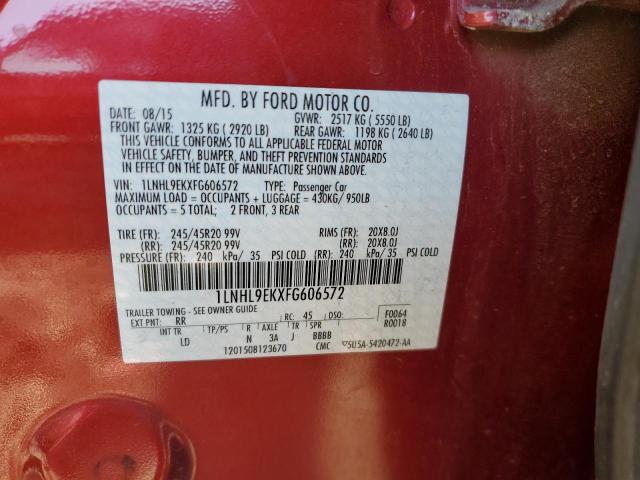 MFD. BY FORD MOTOR CO.
DATE: 08/15 GVWR: 2517 KG ( 5550 LB)
FRONT GAWR: 1325 KG ( 2920 LB) REAR GAWR: 1198 KG ( 2640 LB)
THIS VEHICLE CONFORMS TO ALL APPLICABLE FEDERAL MOTOR
VEHICLE SAFETY, BUMPER, AND THEFT PREVENTION STANDARDS
IN EFFECT ON THE DATE OF MANUFACTURE SHOWN ABOVE.
VIN: 1LNHL9EKXFG606572 TYPE: Passenger Car
MAXIMUM LOAD = OCCUPANTS + LUGGAGE = 430KG/ 950LB
OCCUPANTS = 5 TOTAL; 2 FRONT, 3 REAR
TIRE (FR): 245/45R20 99V RIMS (FR): 20X8.0J
(RR): 245/45R20 99V (RR): 20X8.0J
PRESSURE (FR): 240 kPa/ 35 PSI COLD (RR): 240 kPa/ 35 PSI COLD
1LNHL9EKXFG606572
TRAILER TOWING - SEE OWNER GUIDE
EXT PNT: RR RC: 45 DSO: F0064
INT TR R AXLE TR SPR R0018
LD N 3A J BBBB
1201508123670 CMC 5U5A-5420472-AA